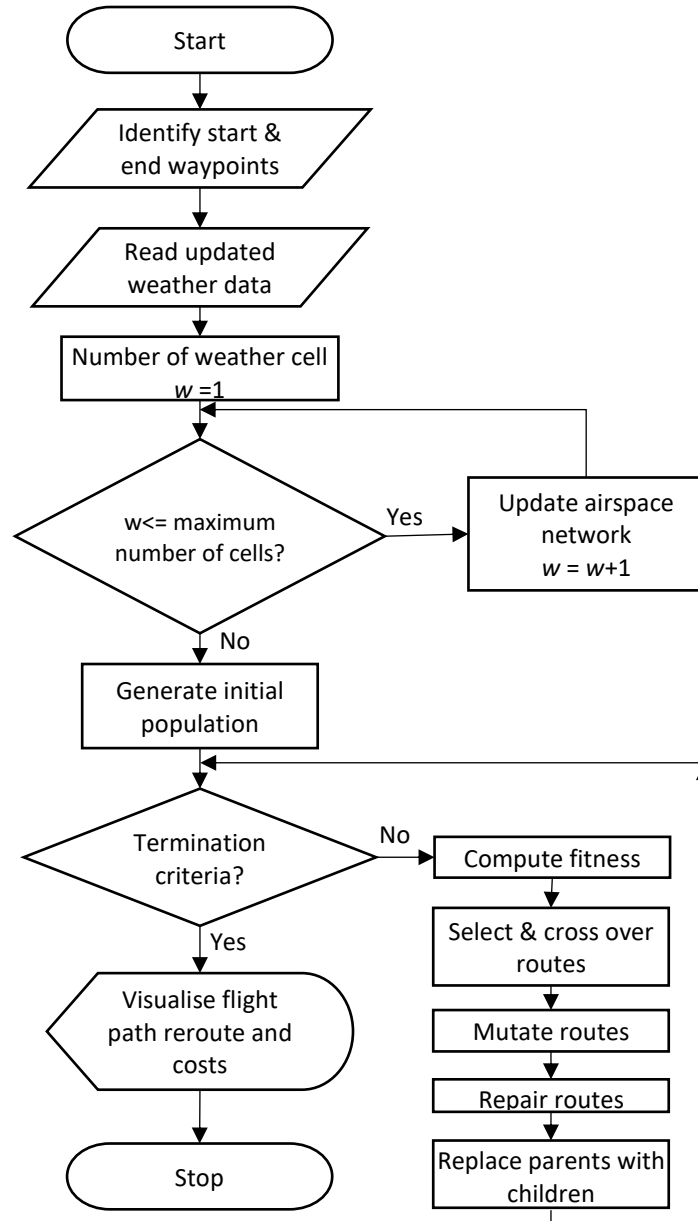 Start
Identify start &
end waypoints
Read updated
weather data
Number of weather cell
w =1
w<= maximum
number of cells?
Yes
Update airspace
network
w = w+1
No
Generate initial
population
Termination
criteria?
No
Compute fitness
Yes
Select & cross over
routes
Visualise flight
path reroute and
costs
Mutate routes
Repair routes
Replace parents with
children
Stop